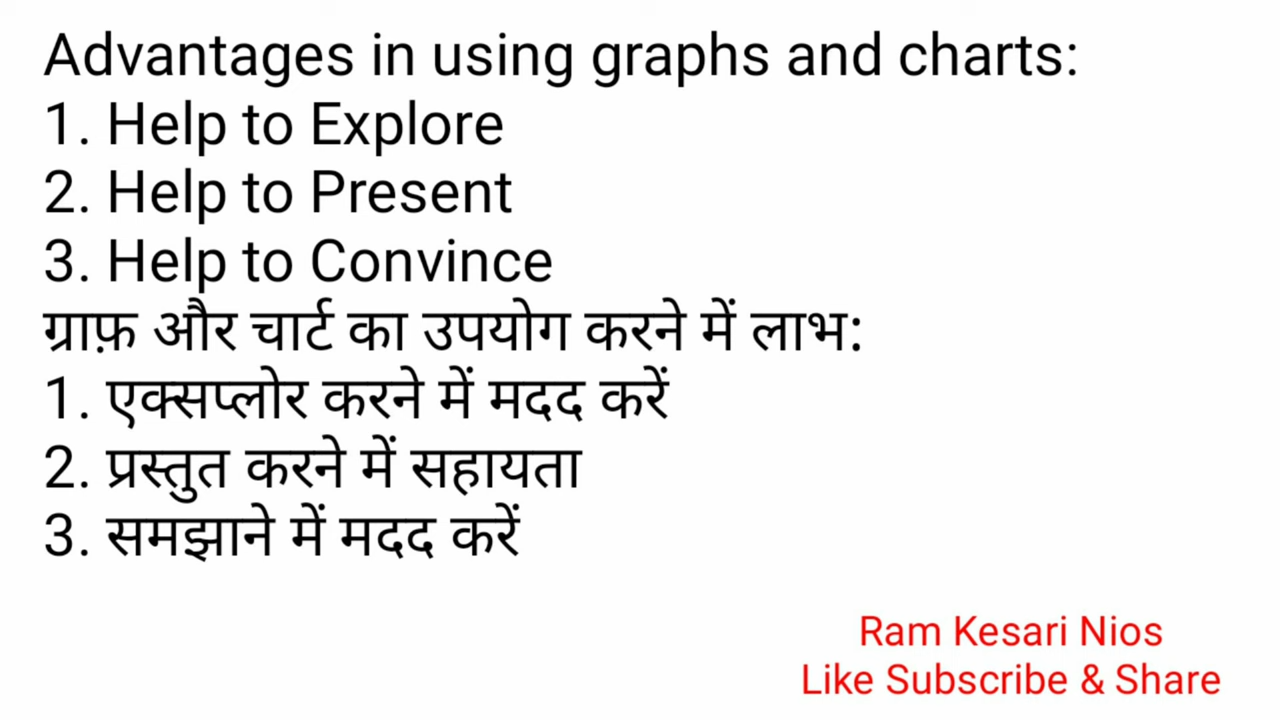 Advantages in using graphs and charts:
1. Help to Explore
2. Help to Present
3. Help to Convince
ग्राफ़ और चार्ट का उपयोग करने में लाभ:
1. एक्सप्लोर करने में मदद करें
2. प्रस्तुत करने में सहायता
3. समझाने में मदद करें
Ram Kesari Nios
Like Subscribe & Share